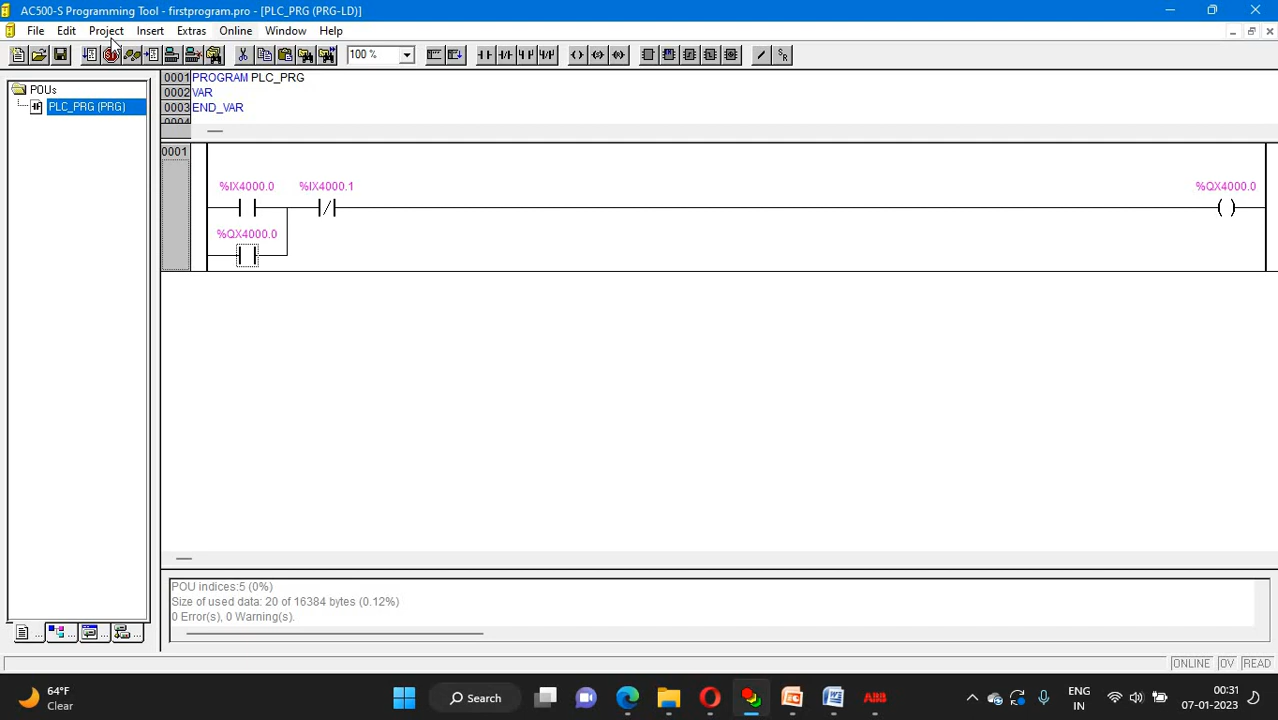 AC500-S Programming Tool - firstprogram.pro - [PLC_PRG (PRG-LD)]
File Edit Project Insert Extras Online Window Help
100 %
POUs
PLC_PRG (PRG)
0001 PROGRAM PLC_PRG
0002 VAR
0003 END_VAR
0004
0001
%IX4000.0 %IX4000.1 %QX4000.0
%QX4000.0
POU indices:5 (0%)
Size of used data: 20 of 16384 bytes (0.12%)
0 Error(s), 0 Warning(s).
ONLINE OV READ
64°F
Clear
Search
ABB
ENG
IN
00:31
07-01-2023